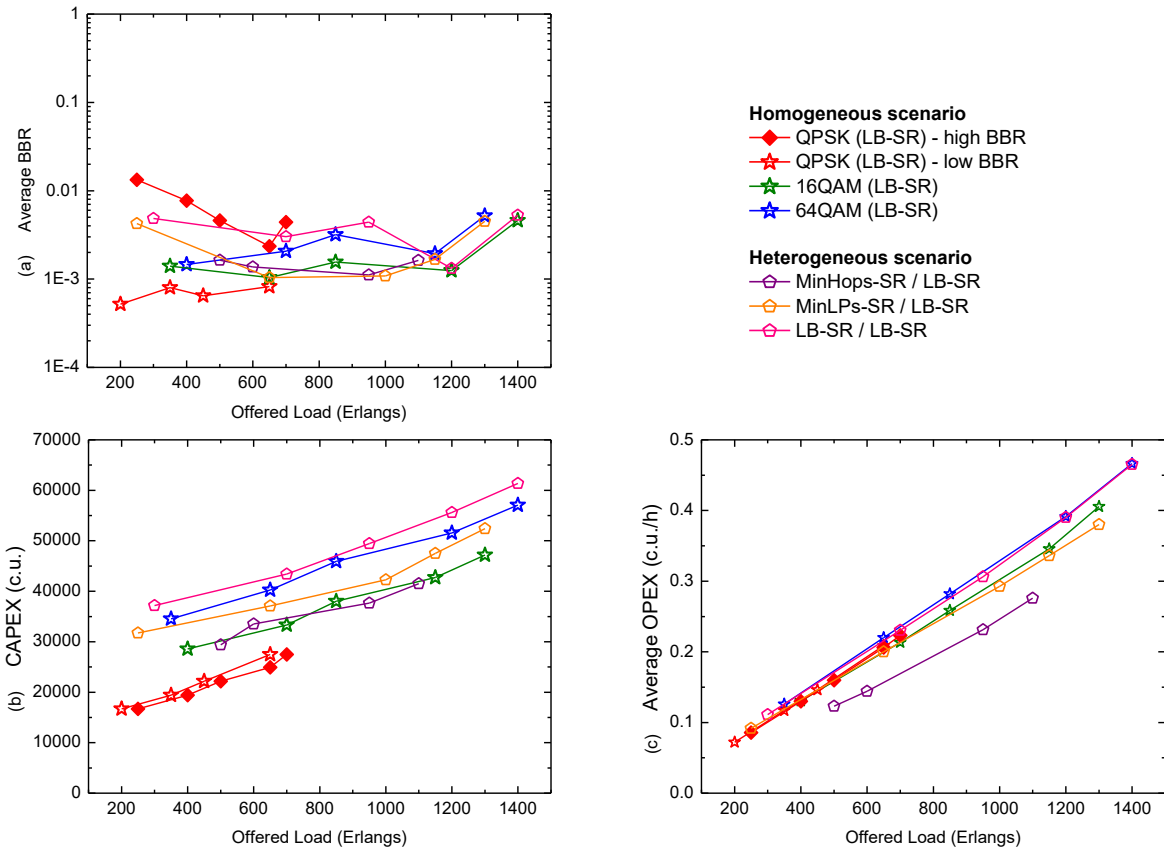 1
0.1
0.01
1E-3
1E-4
Average BBR
(a)
200 400 600 800 1000 1200 1400
Offered Load (Erlangs)
Homogeneous scenario
QPSK (LB-SR) - high BBR
QPSK (LB-SR) - low BBR
16QAM (LB-SR)
64QAM (LB-SR)
Heterogeneous scenario
MinHops-SR / LB-SR
MinLPs-SR / LB-SR
LB-SR / LB-SR
70000
60000
50000
40000
30000
20000
10000
0
CAPEX (c.u.)
(b)
200 400 600 800 1000 1200 1400
Offered Load (Erlangs)
0.5
0.4
0.3
0.2
0.1
0.0
Average OPEX (c.u./h)
(c)
200 400 600 800 1000 1200 1400
Offered Load (Erlangs)